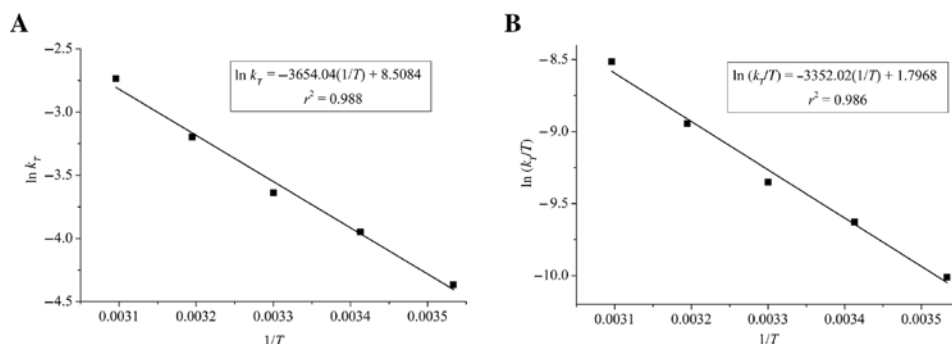 A
ln k_T = −3654.04(1/T) + 8.5084
r² = 0.988
−2.5
−3.0
−3.5
−4.0
−4.5
ln k_T
0.0031
0.0032
0.0033
0.0034
0.0035
1/T
B
ln (k_T/T) = −3352.02(1/T) + 1.7968
r² = 0.986
−8.5
−9.0
−9.5
−10.0
ln (k_T/T)
0.0031
0.0032
0.0033
0.0034
0.0035
1/T